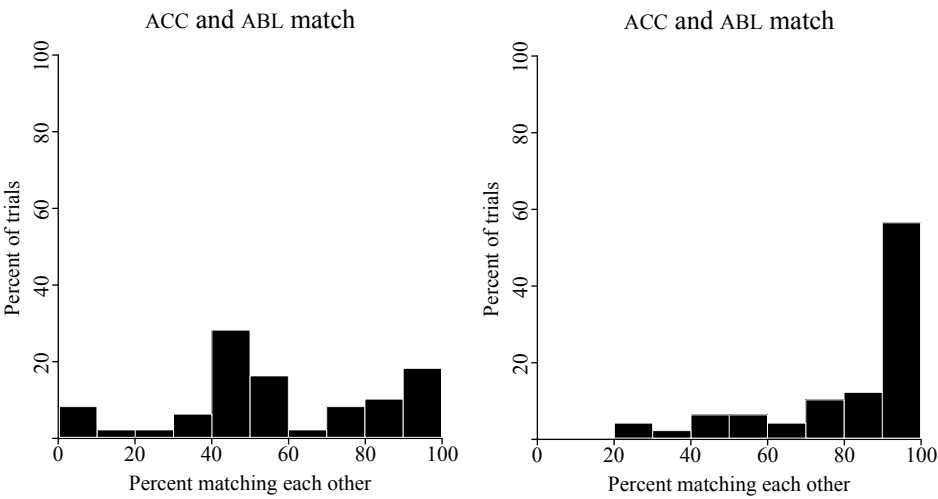 ACC and ABL match
Percent of trials
100
80
60
40
20
0 20 40 60 80 100
Percent matching each other
ACC and ABL match
Percent of trials
100
80
60
40
20
0 20 40 60 80 100
Percent matching each other